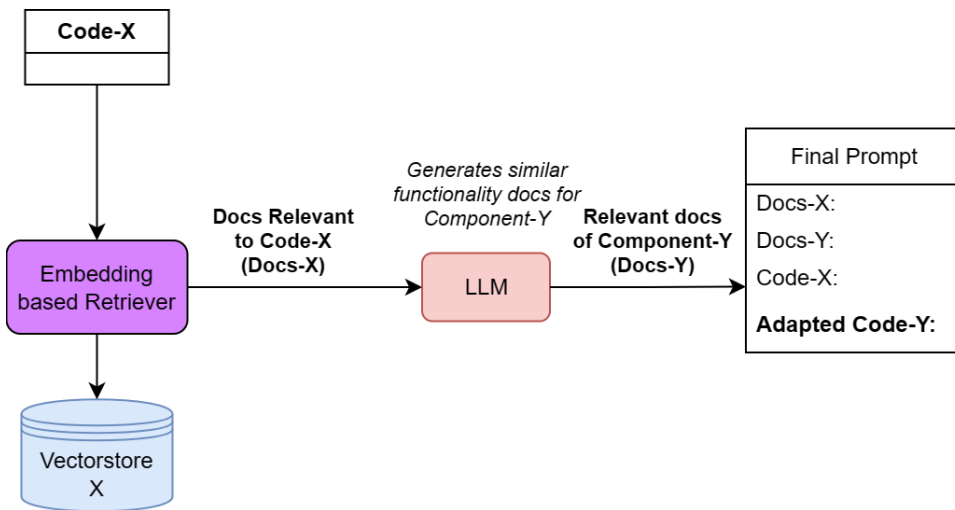 Code-X
Generates similar
functionality docs for
Component-Y
Docs Relevant
to Code-X
(Docs-X)
Relevant docs
of Component-Y
(Docs-Y)
Embedding
based Retriever
LLM
Final Prompt
Docs-X:
Docs-Y:
Code-X:
Adapted Code-Y:
Vectorstore
X